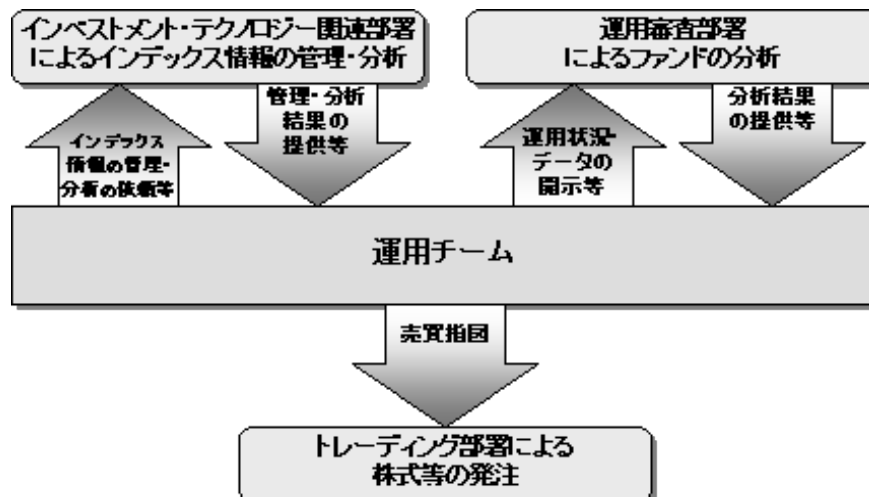 インベストメント・テクノロジー関連部署
によるインデックス情報の管理・分析
運用審査部署
によるファンドの分析
インデックス
情報の管理・
分析の依頼等
管理・分析
結果の
提供等
運用状況・
データの
開示等
分析結果
の提供等
運用チーム
売買指図
トレーディング部署による
株式等の発注